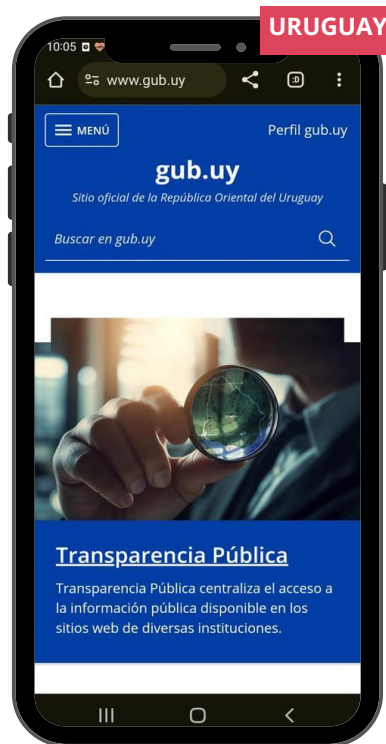 URUGUAY
10:05
www.gub.uy
:D
MENÚ
Perfil gub.uy
gub.uy
Sitio oficial de la República Oriental del Uruguay
Buscar en gub.uy
Transparencia Pública
Transparencia Pública centraliza el acceso a
la información pública disponible en los
sitios web de diversas instituciones.